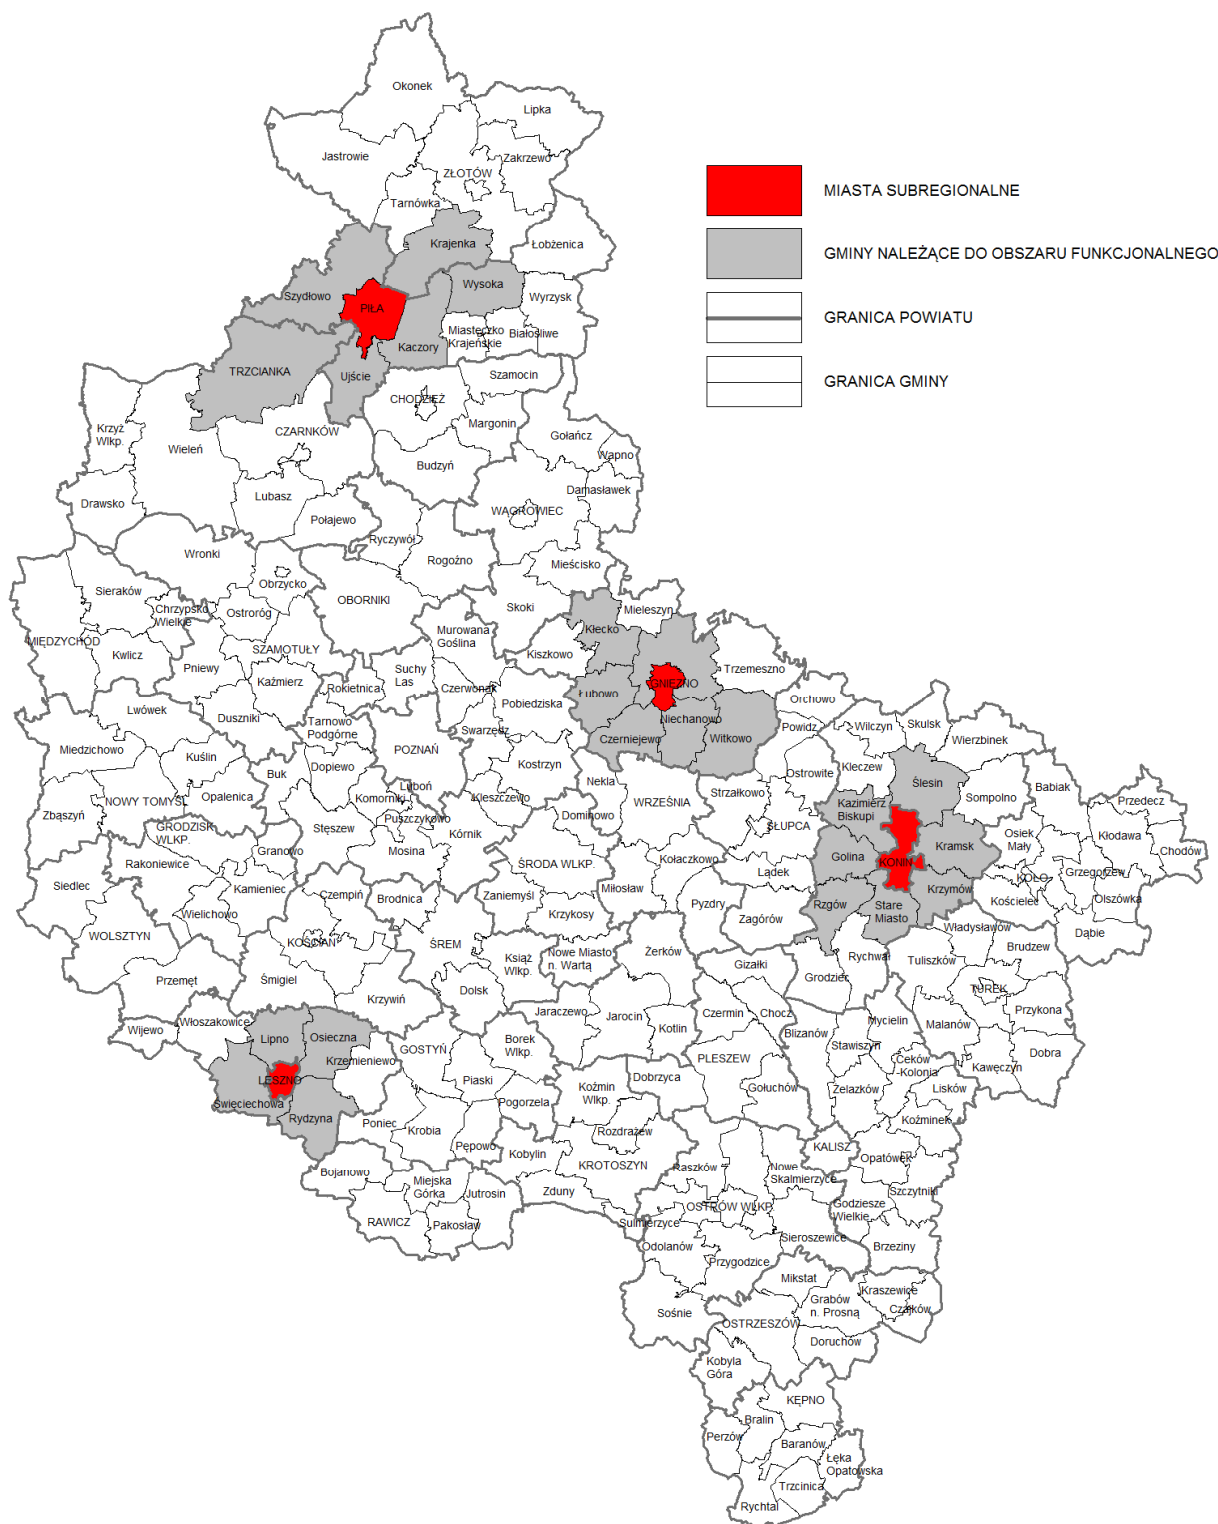 MIASTA SUBREGIONALNE
GMINY NALEŻĄCE DO OBSZARU FUNKCJONALNEGO
GRANICA POWIATU
GRANICA GMINY
Okonek
Lipka
Jastrowie
Zakrzewo
ZŁOTÓW
Tarnówka
Krajenka
Łobżenica
Szydłowo
Wysoka
Wyrzysk
PIŁA
Miasteczko
Krajeńskie
Białośliwe
Kaczory
TRZCIANKA
Ujście
Szamocin
CHODZIEŻ
Krzyż
Wlkp.
Wieleń
CZARNKÓW
Margonin
Gołańcz
Wapno
Budzyń
Drawsko
Lubasz
Damasławek
Połajewo
WĄGROWIEC
Ryczywół
Wronki
Rogoźno
Mieścisko
Sieraków
Obrzycko
OBORNIKI
Chrzypsko
Wielkie
Ostroróg
Skoki
Mieleszyn
Kłecko
MIĘDZYCHÓD
Murowana
Goślina
SZAMOTUŁY
Kwilcz
Kiszkowo
Pniewy
Kaźmierz
Rokietnica
Suchy
Las
Czerwonak
Trzemeszno
GNIEZNO
Łubowo
Pobiedziska
Orchowo
Lwówek
Duszniki
Tarnowo
Podgórne
Swarzędz
Niechanowo
Powidz
Wilczyn
Skulsk
Czerniejewo
Witkowo
Wierzbinek
Miedzichowo
Kuślin
POZNAŃ
Buk
Dopiewo
Kostrzyn
Ostrowite
Kleczew
Ślesin
Nekla
Strzałkowo
Luboń
Babiak
NOWY TOMYŚL
Opalenica
Komorniki
Kleszczewo
WRZEŚNIA
Sompolno
Przedecz
Zbąszyń
Puszczykowo
Dominowo
Kazimierz
Biskupi
GRODZISK
WLKP.
Stęszew
Kórnik
SŁUPCA
Osiek
Mały
Kłodawa
Kramsk
Granowo
Mosina
Chodów
Rakoniewice
ŚRODA WLKP.
Kołaczkowo
Golina
KONIN
Siedlec
Kamieniec
Lądek
KOŁO
Grzegorzew
Czempiń
Brodnica
Zaniemyśl
Miłosław
Krzymów
Kościelec
Olszówka
Wielichowo
Krzykosy
Pyzdry
Zagórów
Rzgów
Stare
Miasto
Władysławów
Dąbie
WOLSZTYN
KOŚCIAN
ŚREM
Brudzew
Książ
Wlkp.
Nowe Miasto
n. Wartą
Żerków
Gizałki
Rychwał
Tuliszków
Przemęt
Śmigiel
Grodziec
Dolsk
TUREK
Krzywiń
Jaraczewo
Jarocin
Czermin
Chocz
Mycielin
Malanów
Przykona
Włoszakowice
Wijewo
Kotlin
Blizanów
Lipno
Osieczna
Borek
Wlkp.
Stawiszyn
GOSTYŃ
PLESZEW
Ceków
-Kolonia
Dobra
Krzemieniewo
Kawęczyn
LESZNO
Piaski
Dobrzyca
Gołuchów
Żelazków
Lisków
Koźmin
Wlkp.
Święciechowa
Pogorzela
Rydzyna
Poniec
Krobia
Koźminek
Rozdrażew
Pępowo
KALISZ
Kobylin
Opatówek
KROTOSZYN
Raszków
Nowe
Skalmierzyce
Bojanowo
Miejska
Górka
Jutrosin
Zduny
Szczytniki
OSTRÓW WLKP.
Godziesze
Wielkie
RAWICZ
Pakosław
Sulmierzyce
Sieroszewice
Odolanów
Brzeziny
Przygodzice
Mikstat
Kraszewice
Grabów
n. Prosną
Czajków
Sośnie
OSTRZESZÓW
Doruchów
Kobyla
Góra
KĘPNO
Bralin
Perzów
Baranów
Łęka
Opatowska
Trzcinica
Rychtal